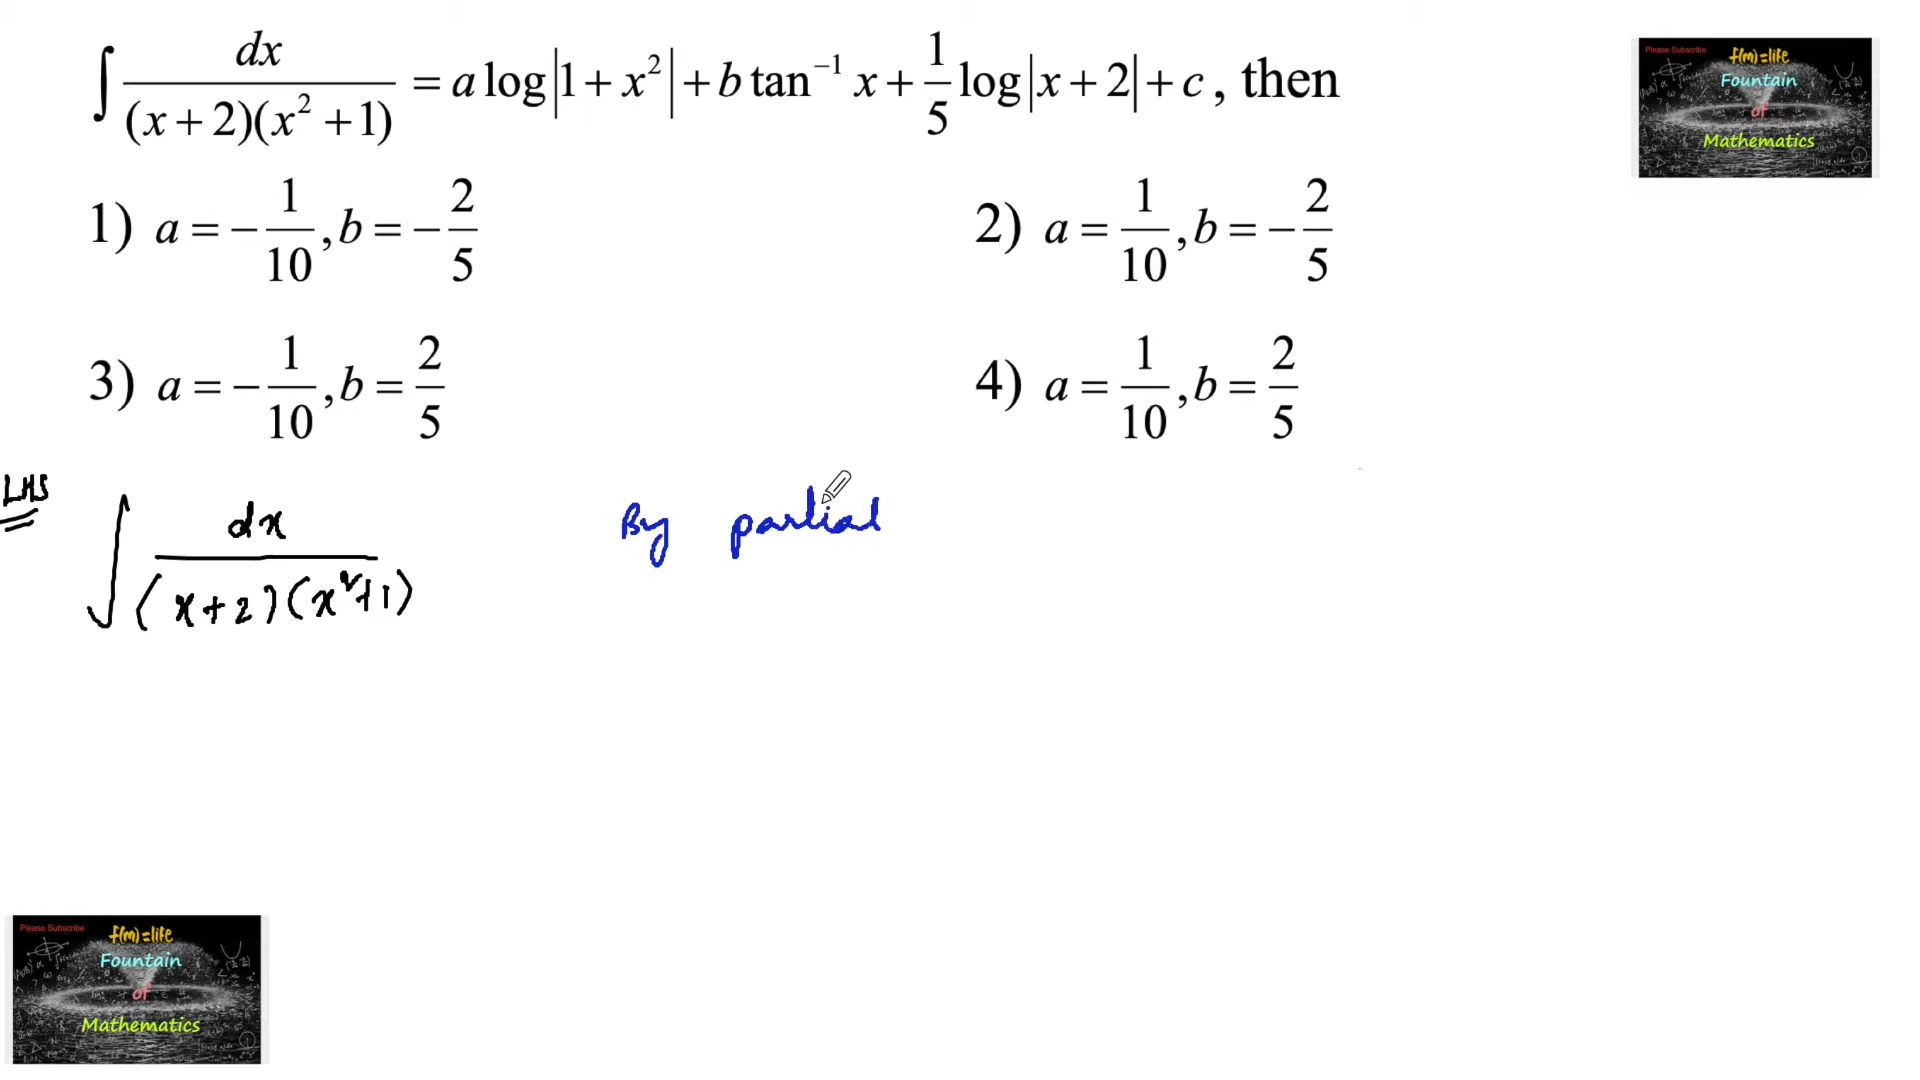 ∫ dx / (x + 2)(x² + 1) = a log|1 + x²| + b tan⁻¹ x + 1/5 log|x + 2| + c, then
1) a = −1/10, b = −2/5
2) a = 1/10, b = −2/5
3) a = −1/10, b = 2/5
4) a = 1/10, b = 2/5
LHS
∫ dx / (x+2)(x²+1)
By partial
Please Subscribe
f(m)=life
Fountain
of
Mathematics
Please Subscribe
f(m)=life
Fountain
of
Mathematics